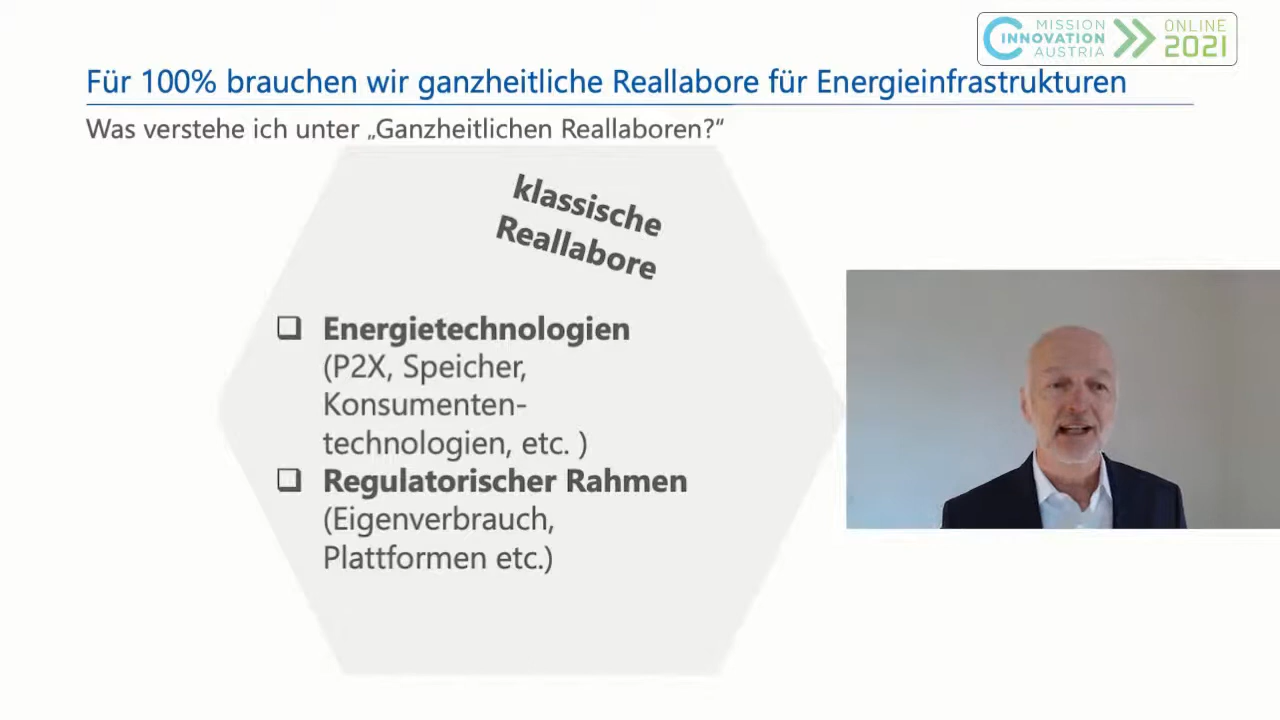 MISSION
INNOVATION
AUSTRIA
ONLINE
2021
Für 100% brauchen wir ganzheitliche Reallabore für Energieinfrastrukturen
Was verstehe ich unter „Ganzheitlichen Reallaboren?“
klassische
Reallabore
❑ Energietechnologien
(P2X, Speicher,
Konsumenten-
technologien, etc. )
❑ Regulatorischer Rahmen
(Eigenverbrauch,
Plattformen etc.)